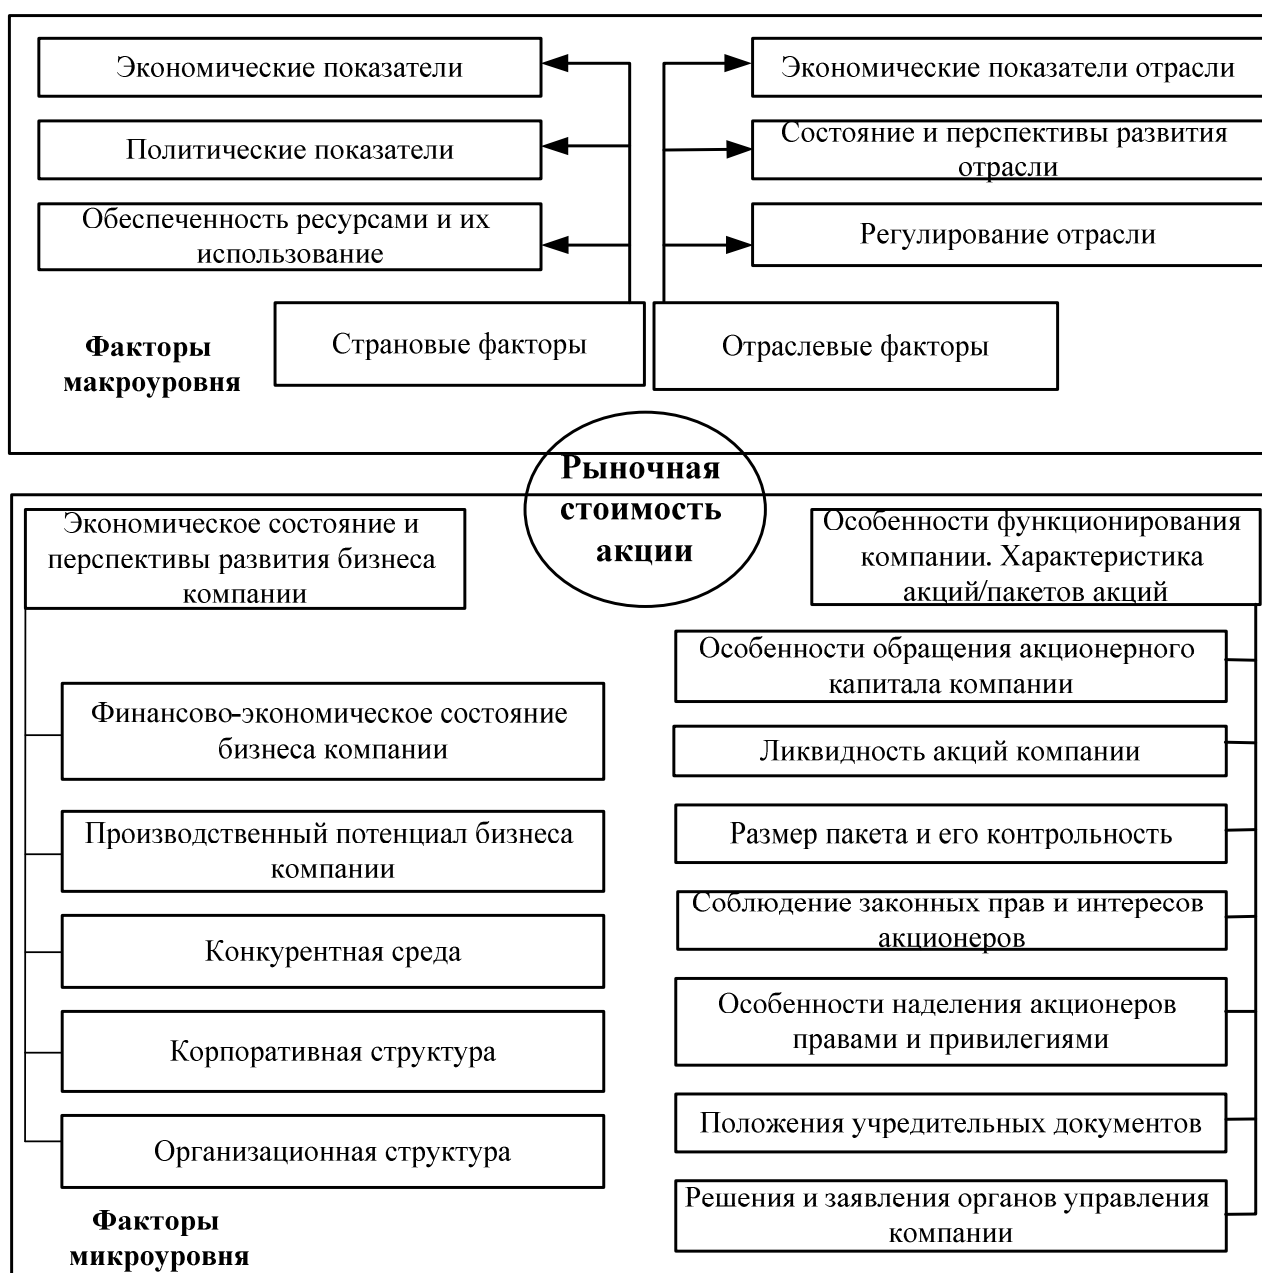 Экономические показатели
Политические показатели
Обеспеченность ресурсами и их
использование
Экономические показатели отрасли
Состояние и перспективы развития
отрасли
Регулирование отрасли
Страновые факторы
Отраслевые факторы
Факторы
макроуровня
Рыночная
стоимость
акции
Экономическое состояние и
перспективы развития бизнеса
компании
Финансово-экономическое состояние
бизнеса компании
Производственный потенциал бизнеса
компании
Конкурентная среда
Корпоративная структура
Организационная структура
Особенности функционирования
компании. Характеристика
акций/пакетов акций
Особенности обращения акционерного
капитала компании
Ликвидность акций компании
Размер пакета и его контрольность
Соблюдение законных прав и интересов
акционеров
Особенности наделения акционеров
правами и привилегиями
Положения учредительных документов
Решения и заявления органов управления
компании
Факторы
микроуровня